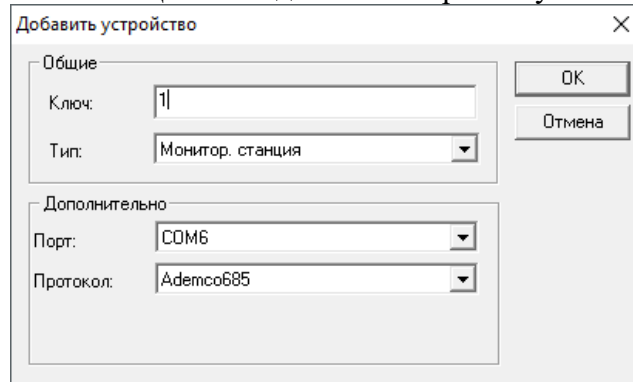 Добавить устройство
Общие
Ключ: 1
Тип: Монитор. станция
OK
Отмена
Дополнительно
Порт: COM6
Протокол: Ademco685